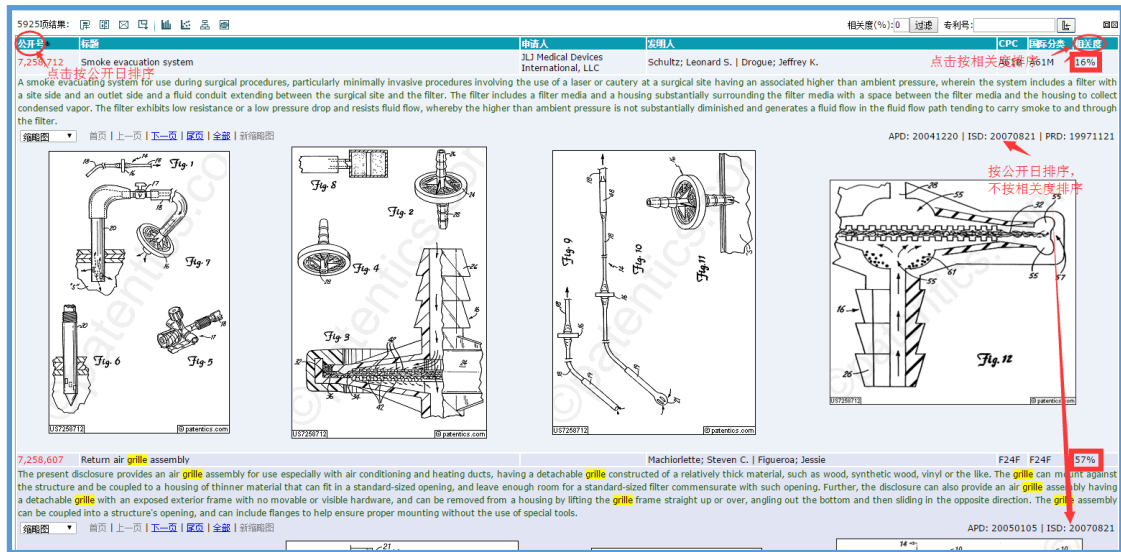 5925项结果:
相关度(%):0 过滤 专利号:
公开号 标题 申请人 发明人 CPC 国际分类 相关度
7,258,712 Smoke evacuation system JLJ Medical Devices International, LLC Schultz; Leonard S. | Drogue; Jeffrey K. A61B A61M 16%
点击按公开日排序
点击按相关度排序
A smoke evacuating system for use during surgical procedures, particularly minimally invasive procedures involving the use of a laser or cautery at a surgical site having an associated higher than ambient pressure, wherein the system includes a filter with
a site side and an outlet side and a fluid conduit extending between the surgical site and the filter. The filter includes a filter media and a housing substantially surrounding the filter media with a space between the filter media and the housing to collect
condensed vapor. The filter exhibits low resistance or a low pressure drop and resists fluid flow, whereby the higher than ambient pressure is not substantially diminished and generates a fluid flow in the fluid flow path tending to carry smoke to and through
the filter.
缩略图 首页 | 上一页 | 下一页 | 尾页 | 全部 | 新缩略图
APD: 20041220 | ISD: 20070821 | PRD: 19971121
按公开日排序,
不按相关度排序
Fig. 1
Fig. 7
Fig. 6
Fig. 5
US7258712
© patentics.com
Fig. 8
Fig. 2
Fig. 4
Fig. 3
US7258712
© patentics.com
Fig. 9
Fig. 10
Fig. 11
US7258712
© patentics.com
Fig. 12
US7258712
© patentics.com
7,258,607 Return air grille assembly Machiorlette; Steven C. | Figueroa; Jessie F24F F24F 57%
The present disclosure provides an air grille assembly for use especially with air conditioning and heating ducts, having a detachable grille constructed of a relatively thick material, such as wood, synthetic wood, vinyl or the like. The grille can mount against
the structure and be coupled to a housing of thinner material that can fit in a standard-sized opening, and leave enough room for a standard-sized filter commensurate with such opening. Further, the disclosure can also provide an air grille assembly having
a detachable grille with an exposed exterior frame with no movable or visible hardware, and can be removed from a housing by lifting the grille frame straight up or over, angling out the bottom and then sliding in the opposite direction. The grille assembly
can be coupled into a structure's opening, and can include flanges to help ensure proper mounting without the use of special tools.
缩略图 首页 | 上一页 | 下一页 | 尾页 | 全部 | 新缩略图
APD: 20050105 | ISD: 20070821